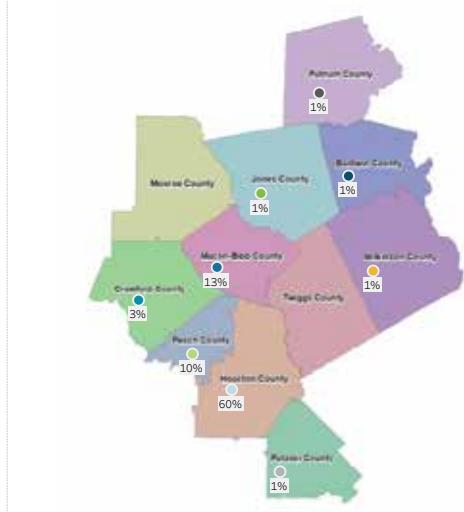 Putnam County
1%
Baldwin County
1%
Jones County
1%
Monroe County
Macon-Bibb County
13%
Wilkinson County
1%
Crawford County
3%
Twiggs County
Peach County
10%
Houston County
60%
Pulaski County
1%